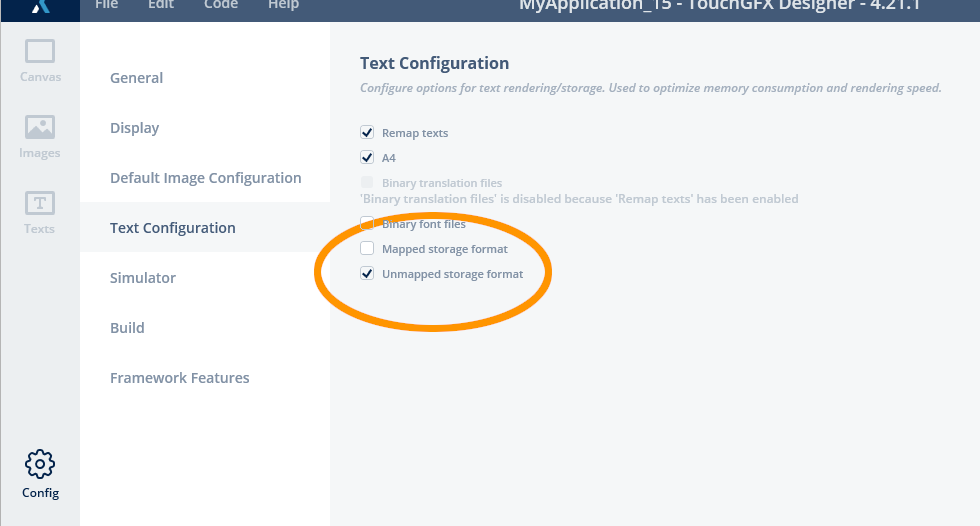 File Edit Code Help MyApplication_15 - TouchGFX Designer - 4.21.1
Canvas
Images
Texts
Config
General
Display
Default Image Configuration
Text Configuration
Simulator
Build
Framework Features
Text Configuration
Configure options for text rendering/storage. Used to optimize memory consumption and rendering speed.
Remap texts
A4
Binary translation files
'Binary translation files' is disabled because 'Remap texts' has been enabled
Binary font files
Mapped storage format
Unmapped storage format